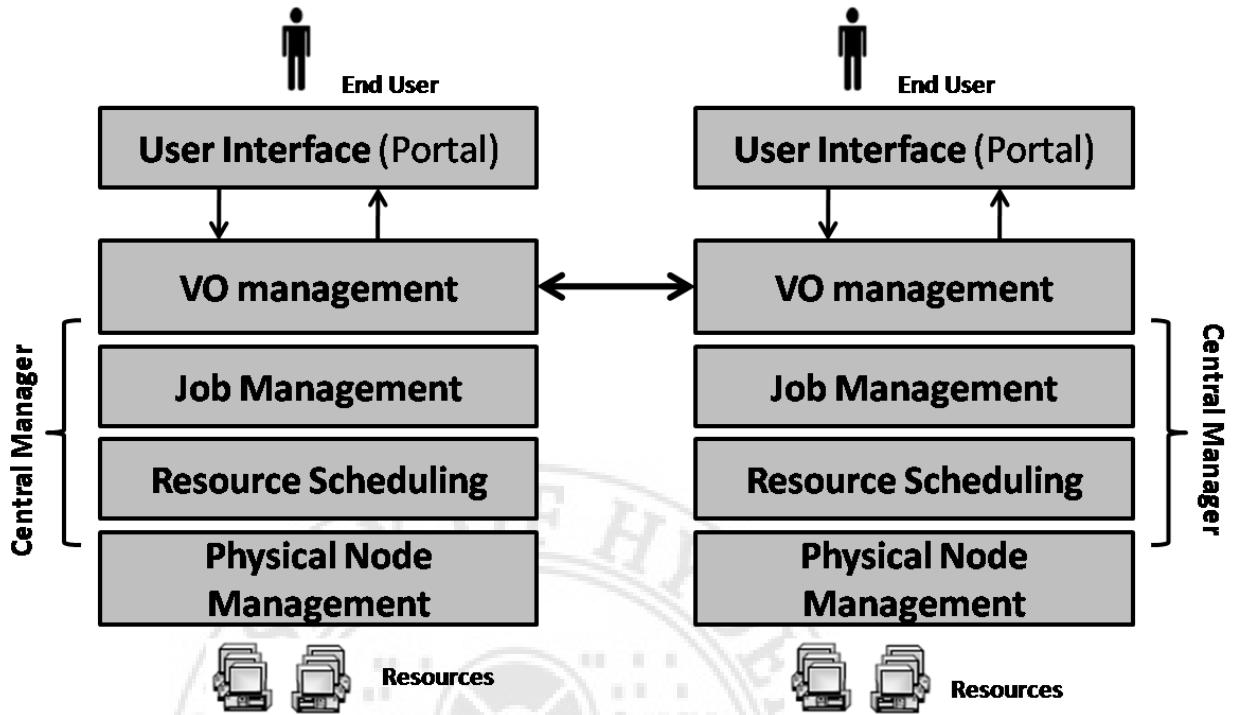 End User
User Interface (Portal)
VO management
Job Management
Resource Scheduling
Physical Node
Management
Resources
Central Manager
End User
User Interface (Portal)
VO management
Job Management
Resource Scheduling
Physical Node
Management
Resources
Central Manager